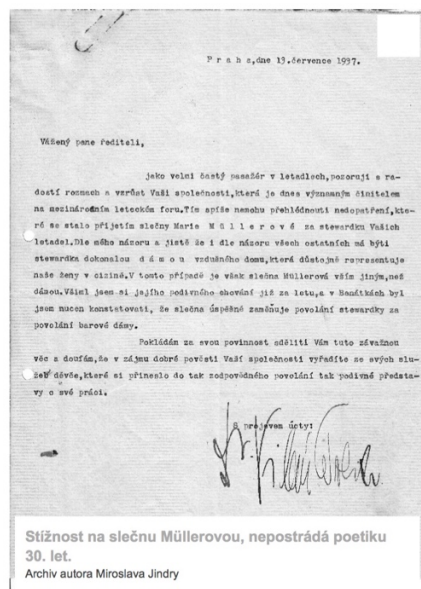 P r a h a,dne 13.července 1937.
Vážený pane řediteli,
jako velmi častý pasažér v letadlech,pozoruji s ra-
dostí rozmach a vzrůst Vaší společnosti,která je dnes významným činitelem
na mezinárodním leteckém foru.Tím spíše nemohu přehlédnouti nedopatření,kte-
ré se stalo přijetím slečny Marie M ü l l e r o v é za stewardku Vašich
letadel.Dle mého názoru a jistě že i dle názoru všech ostatních má býti
stewardka dokonalou d á m o u vzdušného domu,která důstojně representuje
naše ženy v cizině.V tomto případě je však slečna Müllerová vším jiným,než
dámou.Všiml jsem si jejího podivného chování již za letu,a v Benátkách byl
jsem nucen konstatovati, že slečna úspěšně zaměňuje povolání stewardky za
povolání barové dámy.
Pokládám za svou povinnost sděliti Vám tuto závažnou
věc a doufám,že v zájmu dobré pověsti Vaší společnosti vyřadíte se svých slu-
žeb děvče,které si přineslo do tak zodpovědného povolání tak podivné předsta-
vy o své práci.
S projevem úcty:
Stížnost na slečnu Müllerovou, nepostrádá poetiku
30. let.
Archiv autora Miroslava Jindry